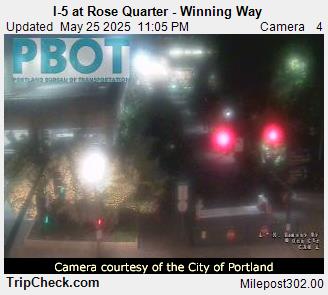 I-5 at Rose Quarter - Winning Way
Updated May 25 2025 11:05 PM Camera 4
PBOT
PORTLAND BUREAU OF TRANSPORTATION
Camera courtesy of the City of Portland
TripCheck.com Milepost302.00